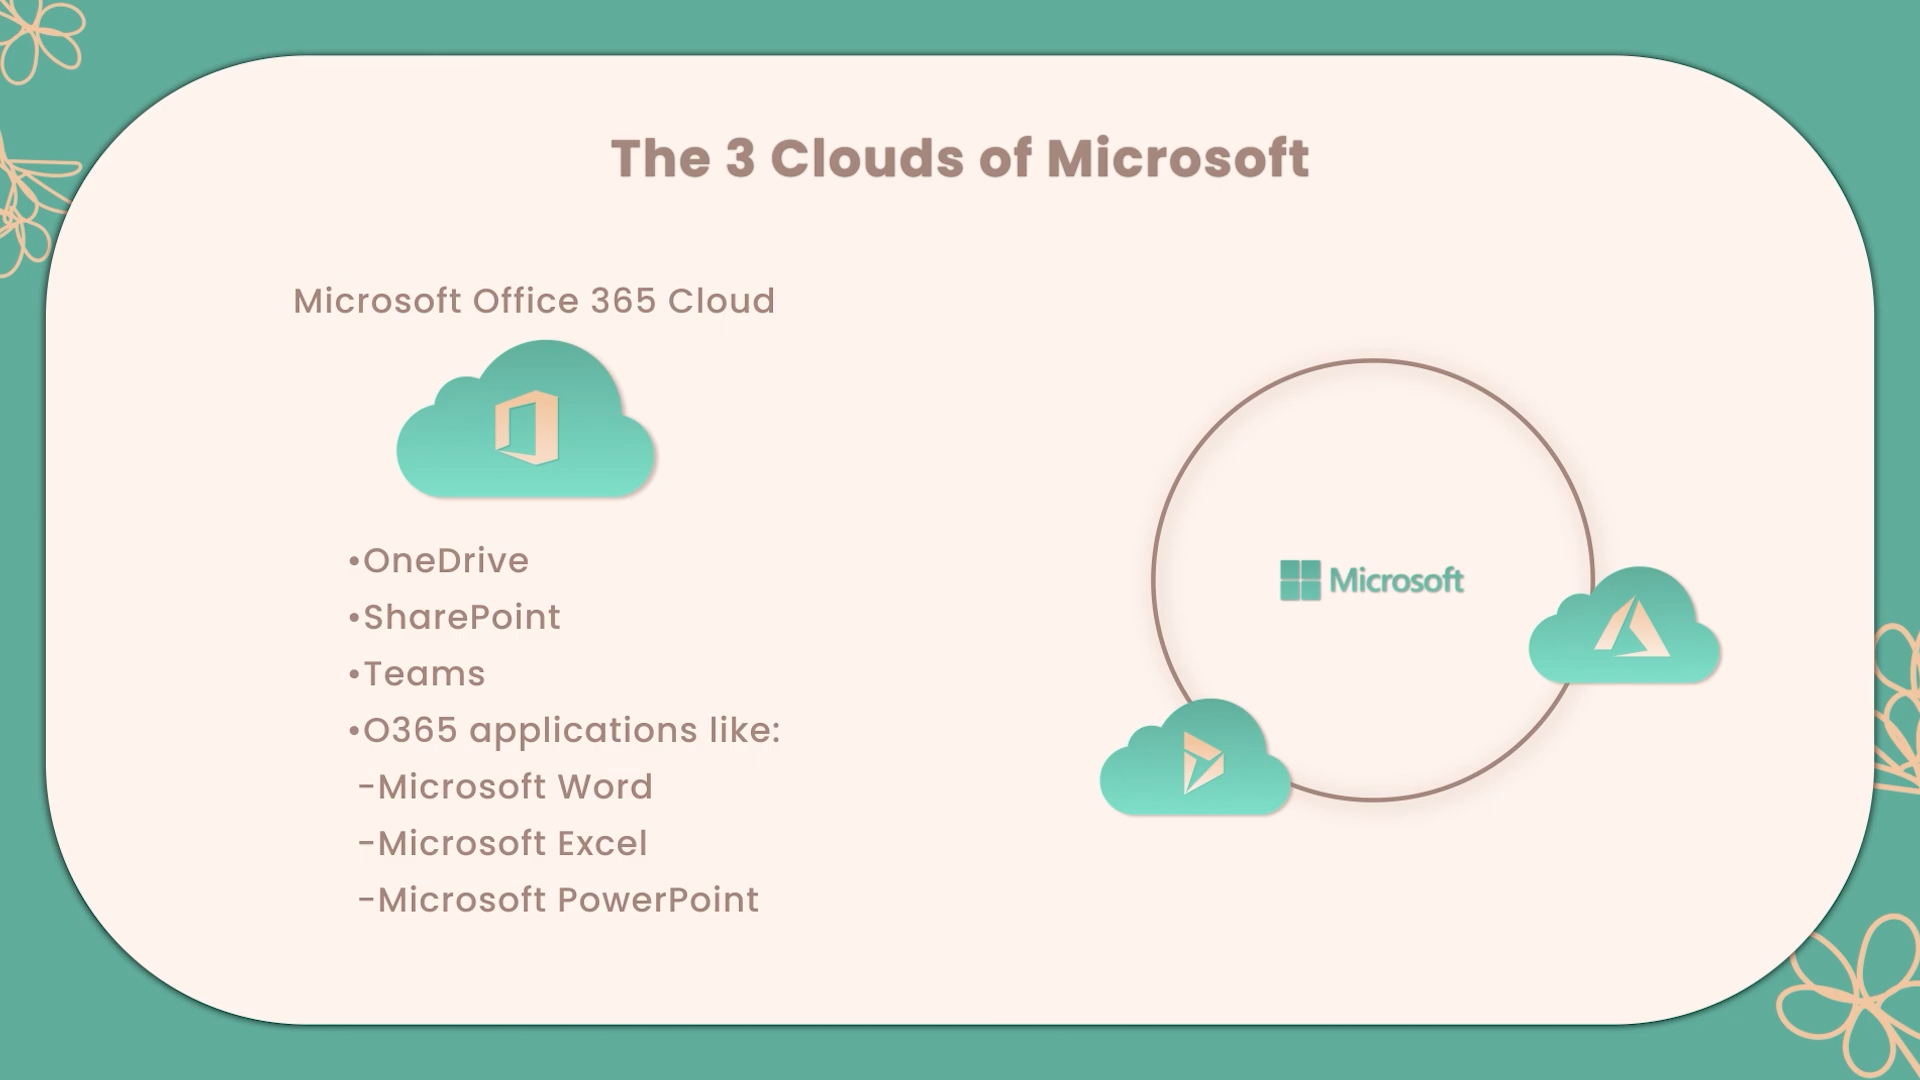 The 3 Clouds of Microsoft
Microsoft Office 365 Cloud
•OneDrive
•SharePoint
•Teams
•O365 applications like:
-Microsoft Word
-Microsoft Excel
-Microsoft PowerPoint
Microsoft